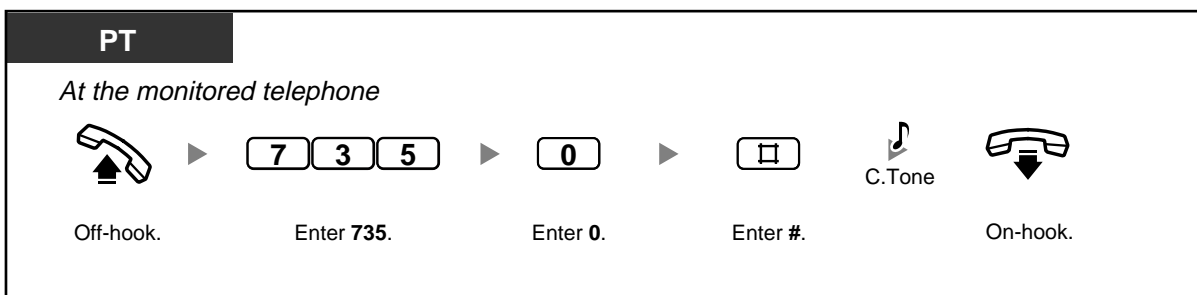 PT
At the monitored telephone
7 3 5 0 #
C.Tone
Off-hook. Enter 735. Enter 0. Enter #. On-hook.